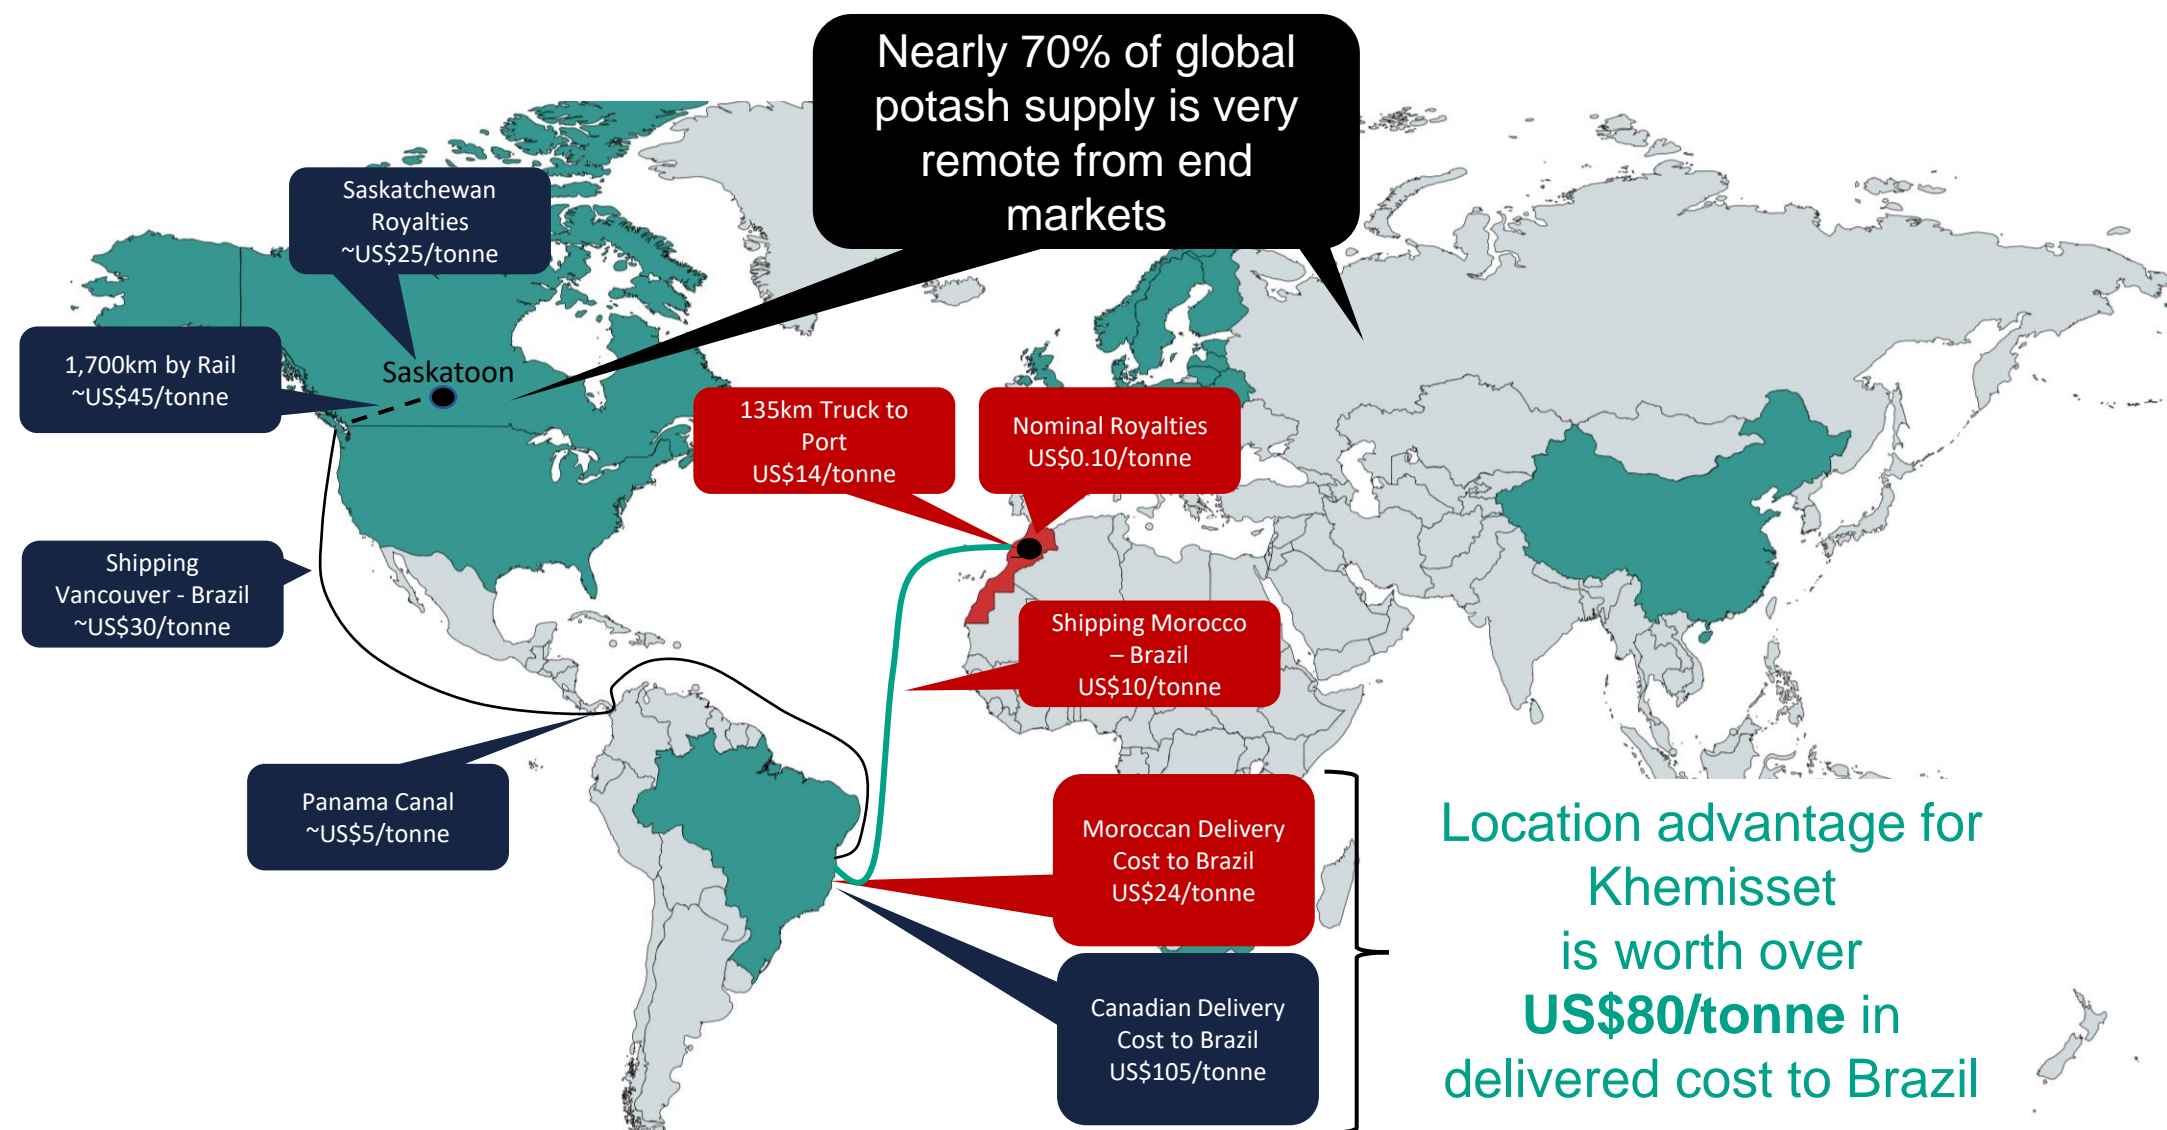 Nearly 70% of global
potash supply is very
remote from end
markets
Saskatchewan
Royalties
~US$25/tonne
1,700km by Rail
~US$45/tonne
Saskatoon
135km Truck to
Port
US$14/tonne
Nominal Royalties
US$0.10/tonne
Shipping
Vancouver - Brazil
~US$30/tonne
Shipping Morocco
– Brazil
US$10/tonne
Panama Canal
~US$5/tonne
Moroccan Delivery
Cost to Brazil
US$24/tonne
Canadian Delivery
Cost to Brazil
US$105/tonne
Location advantage for
Khemisset
is worth over
US$80/tonne in
delivered cost to Brazil